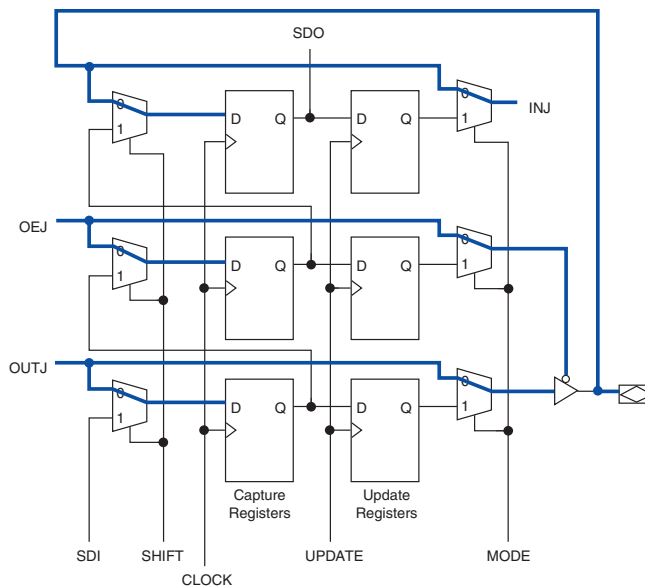 SDO
0
1
D Q
D Q
0
1
INJ
OEJ
0
1
D Q
D Q
0
1
OUTJ
0
1
D Q
D Q
0
1
Capture
Registers
Update
Registers
SDI
SHIFT
CLOCK
UPDATE
MODE